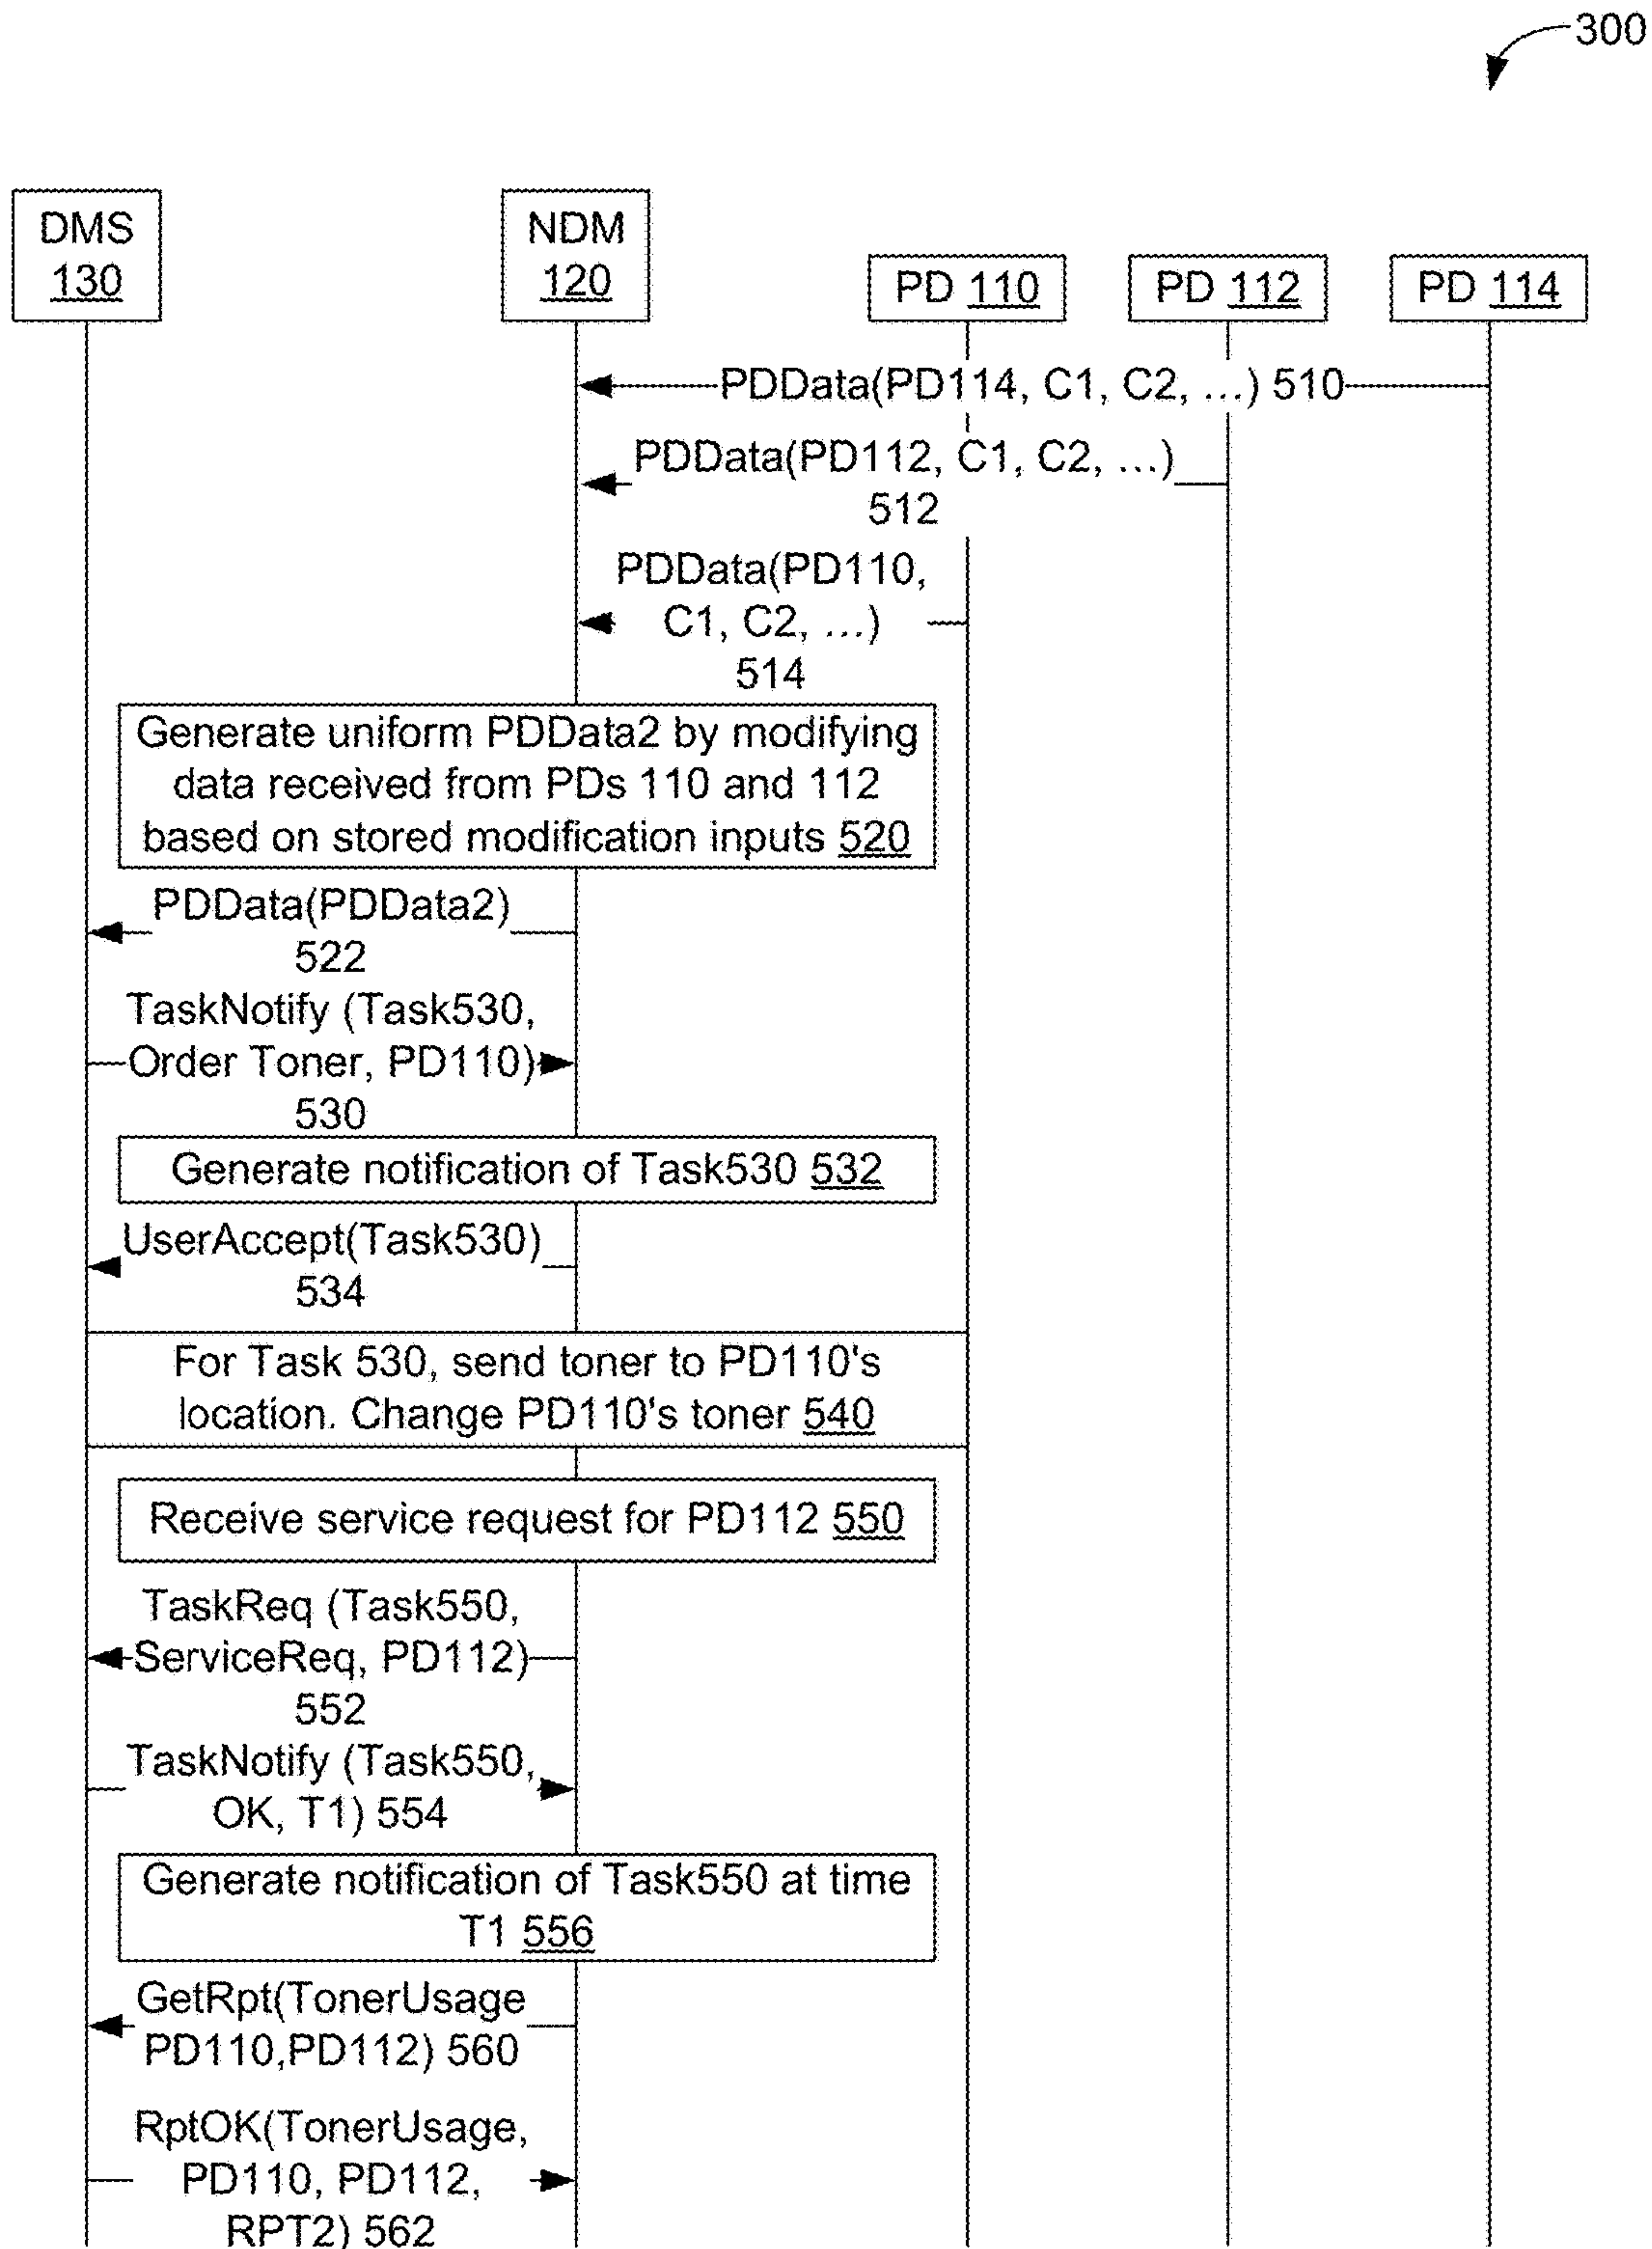 300
DMS
130
NDM
120
PD 110
PD 112
PD 114
PDData(PD114, C1, C2, ...) 510
PDData(PD112, C1, C2, ...)
512
PDData(PD110,
C1, C2, ...)
514
Generate uniform PDData2 by modifying
data received from PDs 110 and 112
based on stored modification inputs 520
PDData(PDData2)
522
TaskNotify (Task530,
Order Toner, PD110)
530
Generate notification of Task530 532
UserAccept(Task530)
534
For Task 530, send toner to PD110's
location. Change PD110's toner 540
Receive service request for PD112 550
TaskReq (Task550,
ServiceReq, PD112)
552
TaskNotify (Task550,
OK, T1) 554
Generate notification of Task550 at time
T1 556
GetRpt(TonerUsage
PD110,PD112) 560
RptOK(TonerUsage,
PD110, PD112,
RPT2) 562